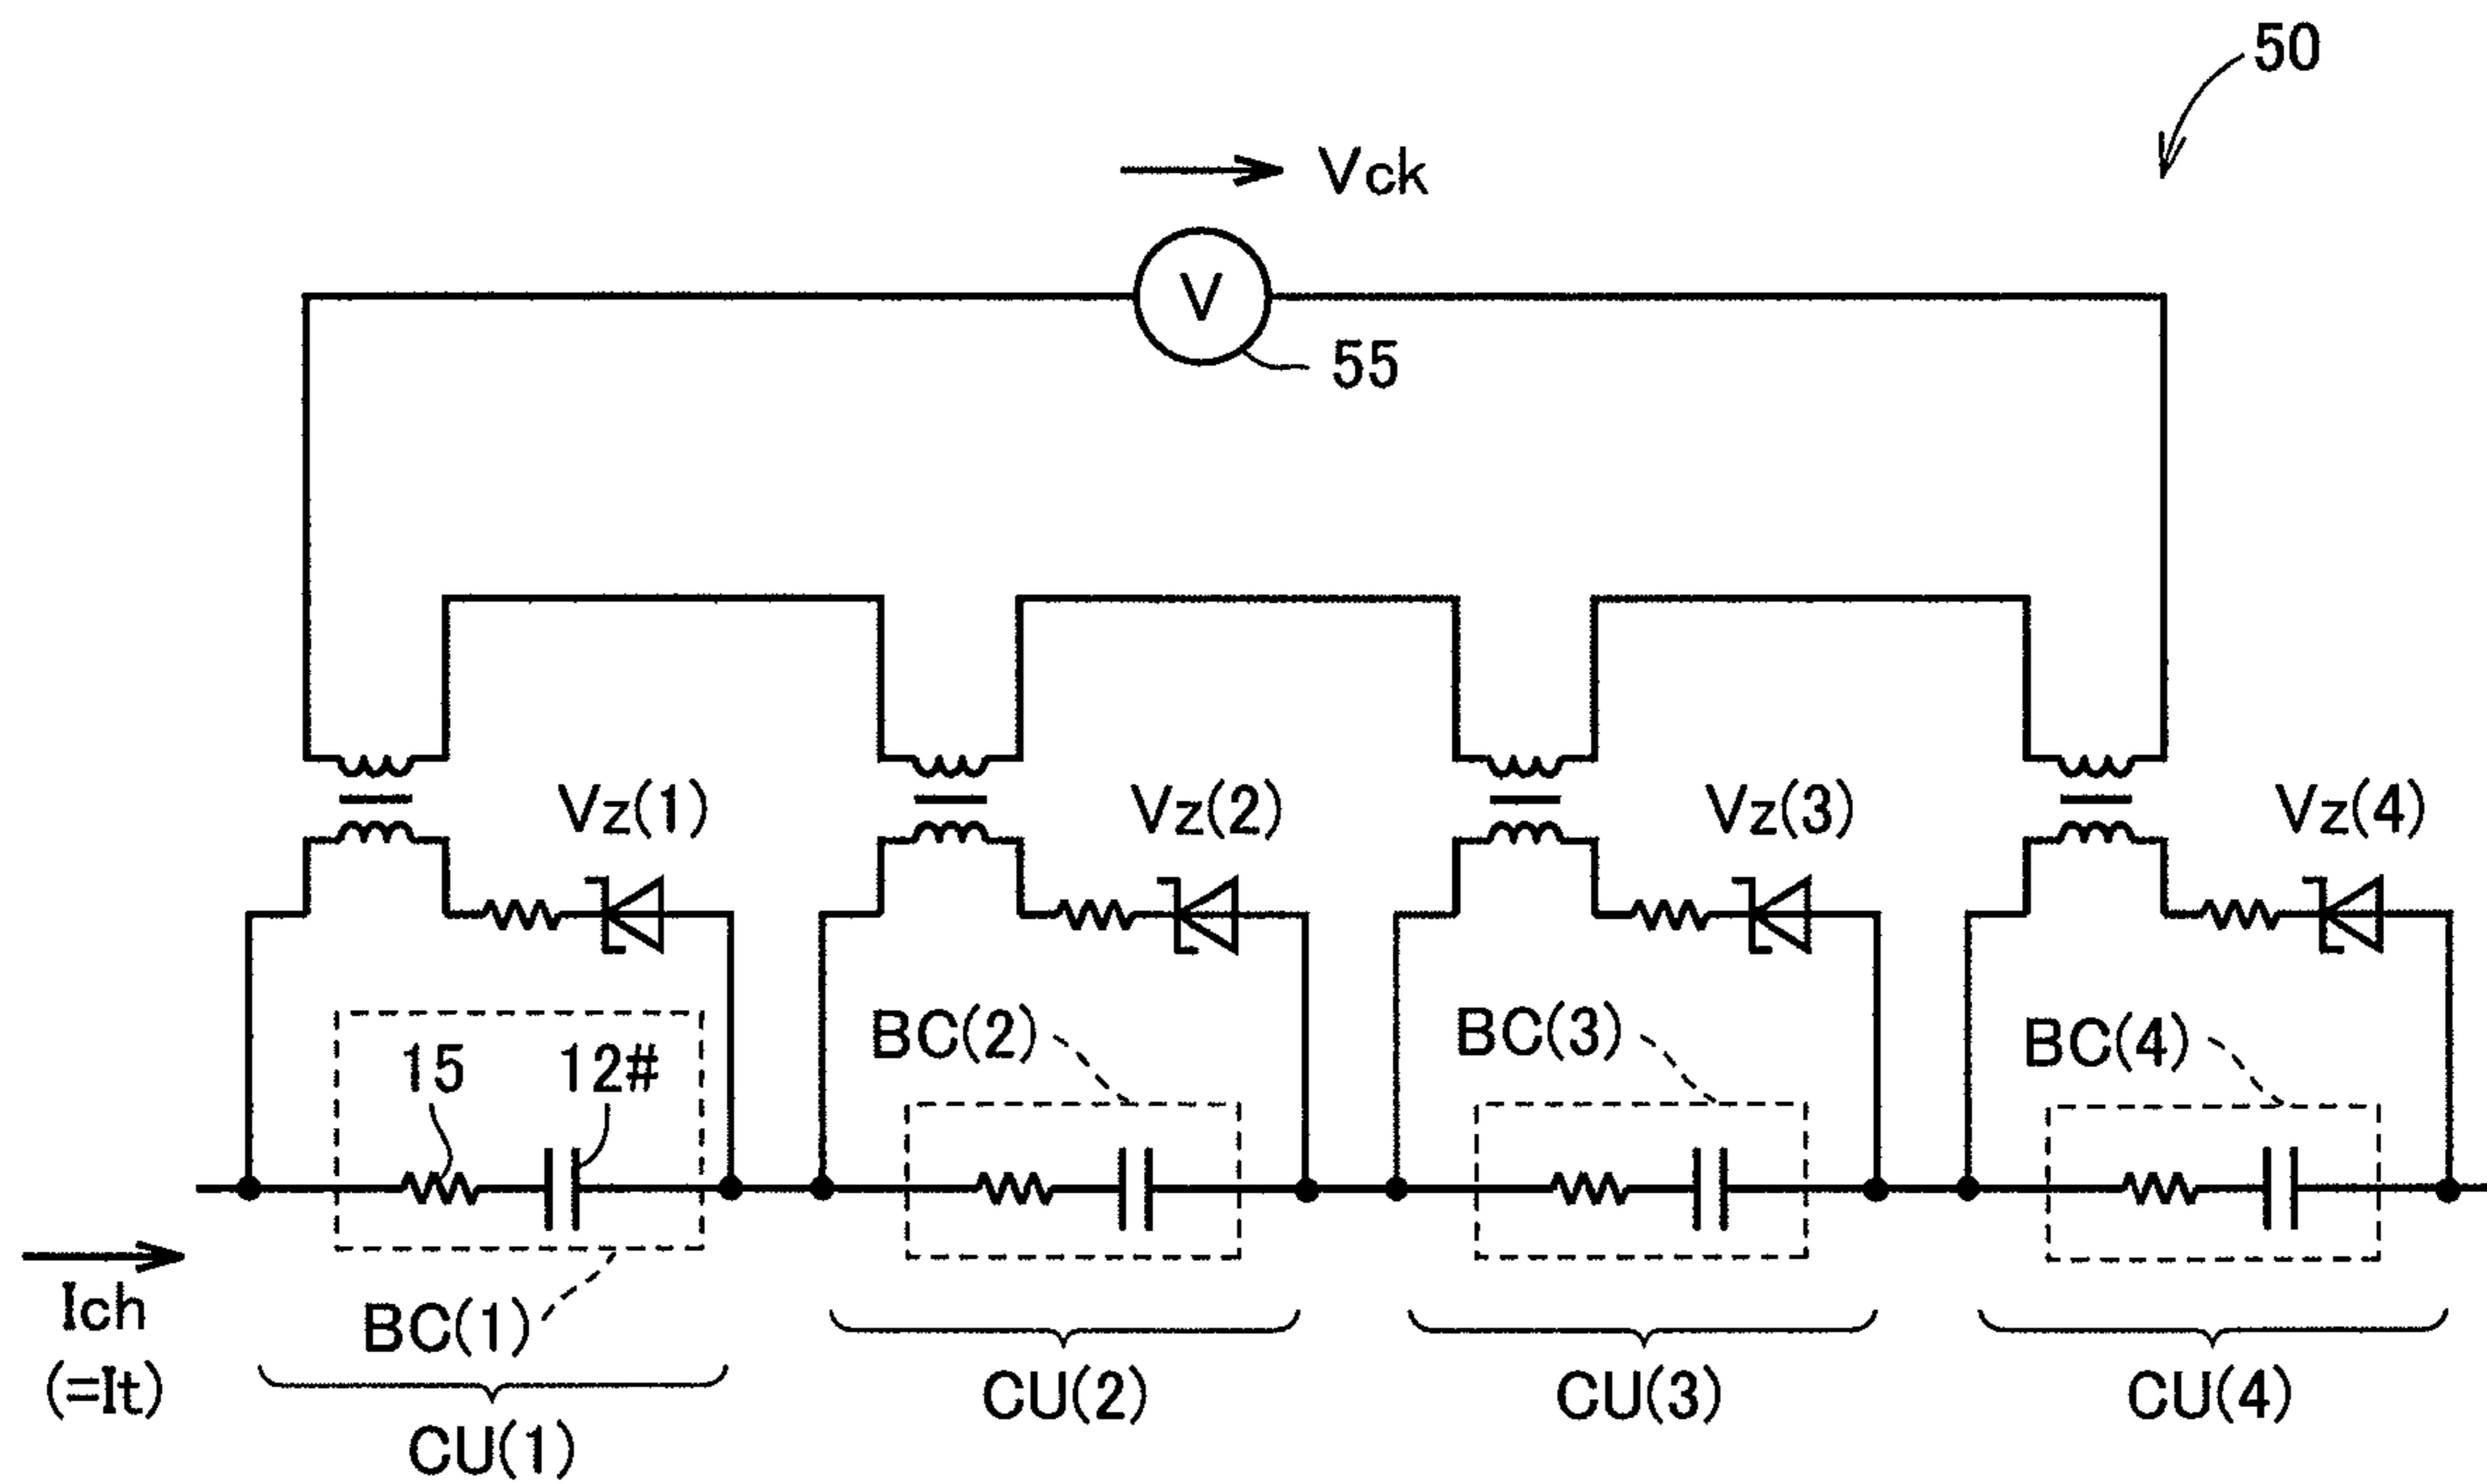 50
Vck
V
55
Vz(1) Vz(2) Vz(3) Vz(4)
BC(2) BC(3) BC(4)
15 12#
Ich
(=It)
BC(1)
CU(1) CU(2) CU(3) CU(4)